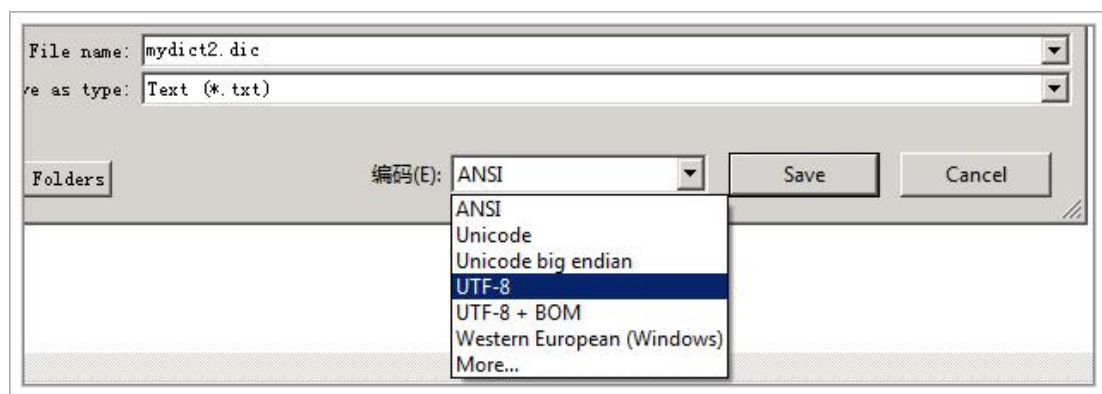 File name: mydict2.dic
ve as type: Text (*.txt)
Folders 编码(E): ANSI Save Cancel
ANSI
Unicode
Unicode big endian
UTF-8
UTF-8 + BOM
Western European (Windows)
More...